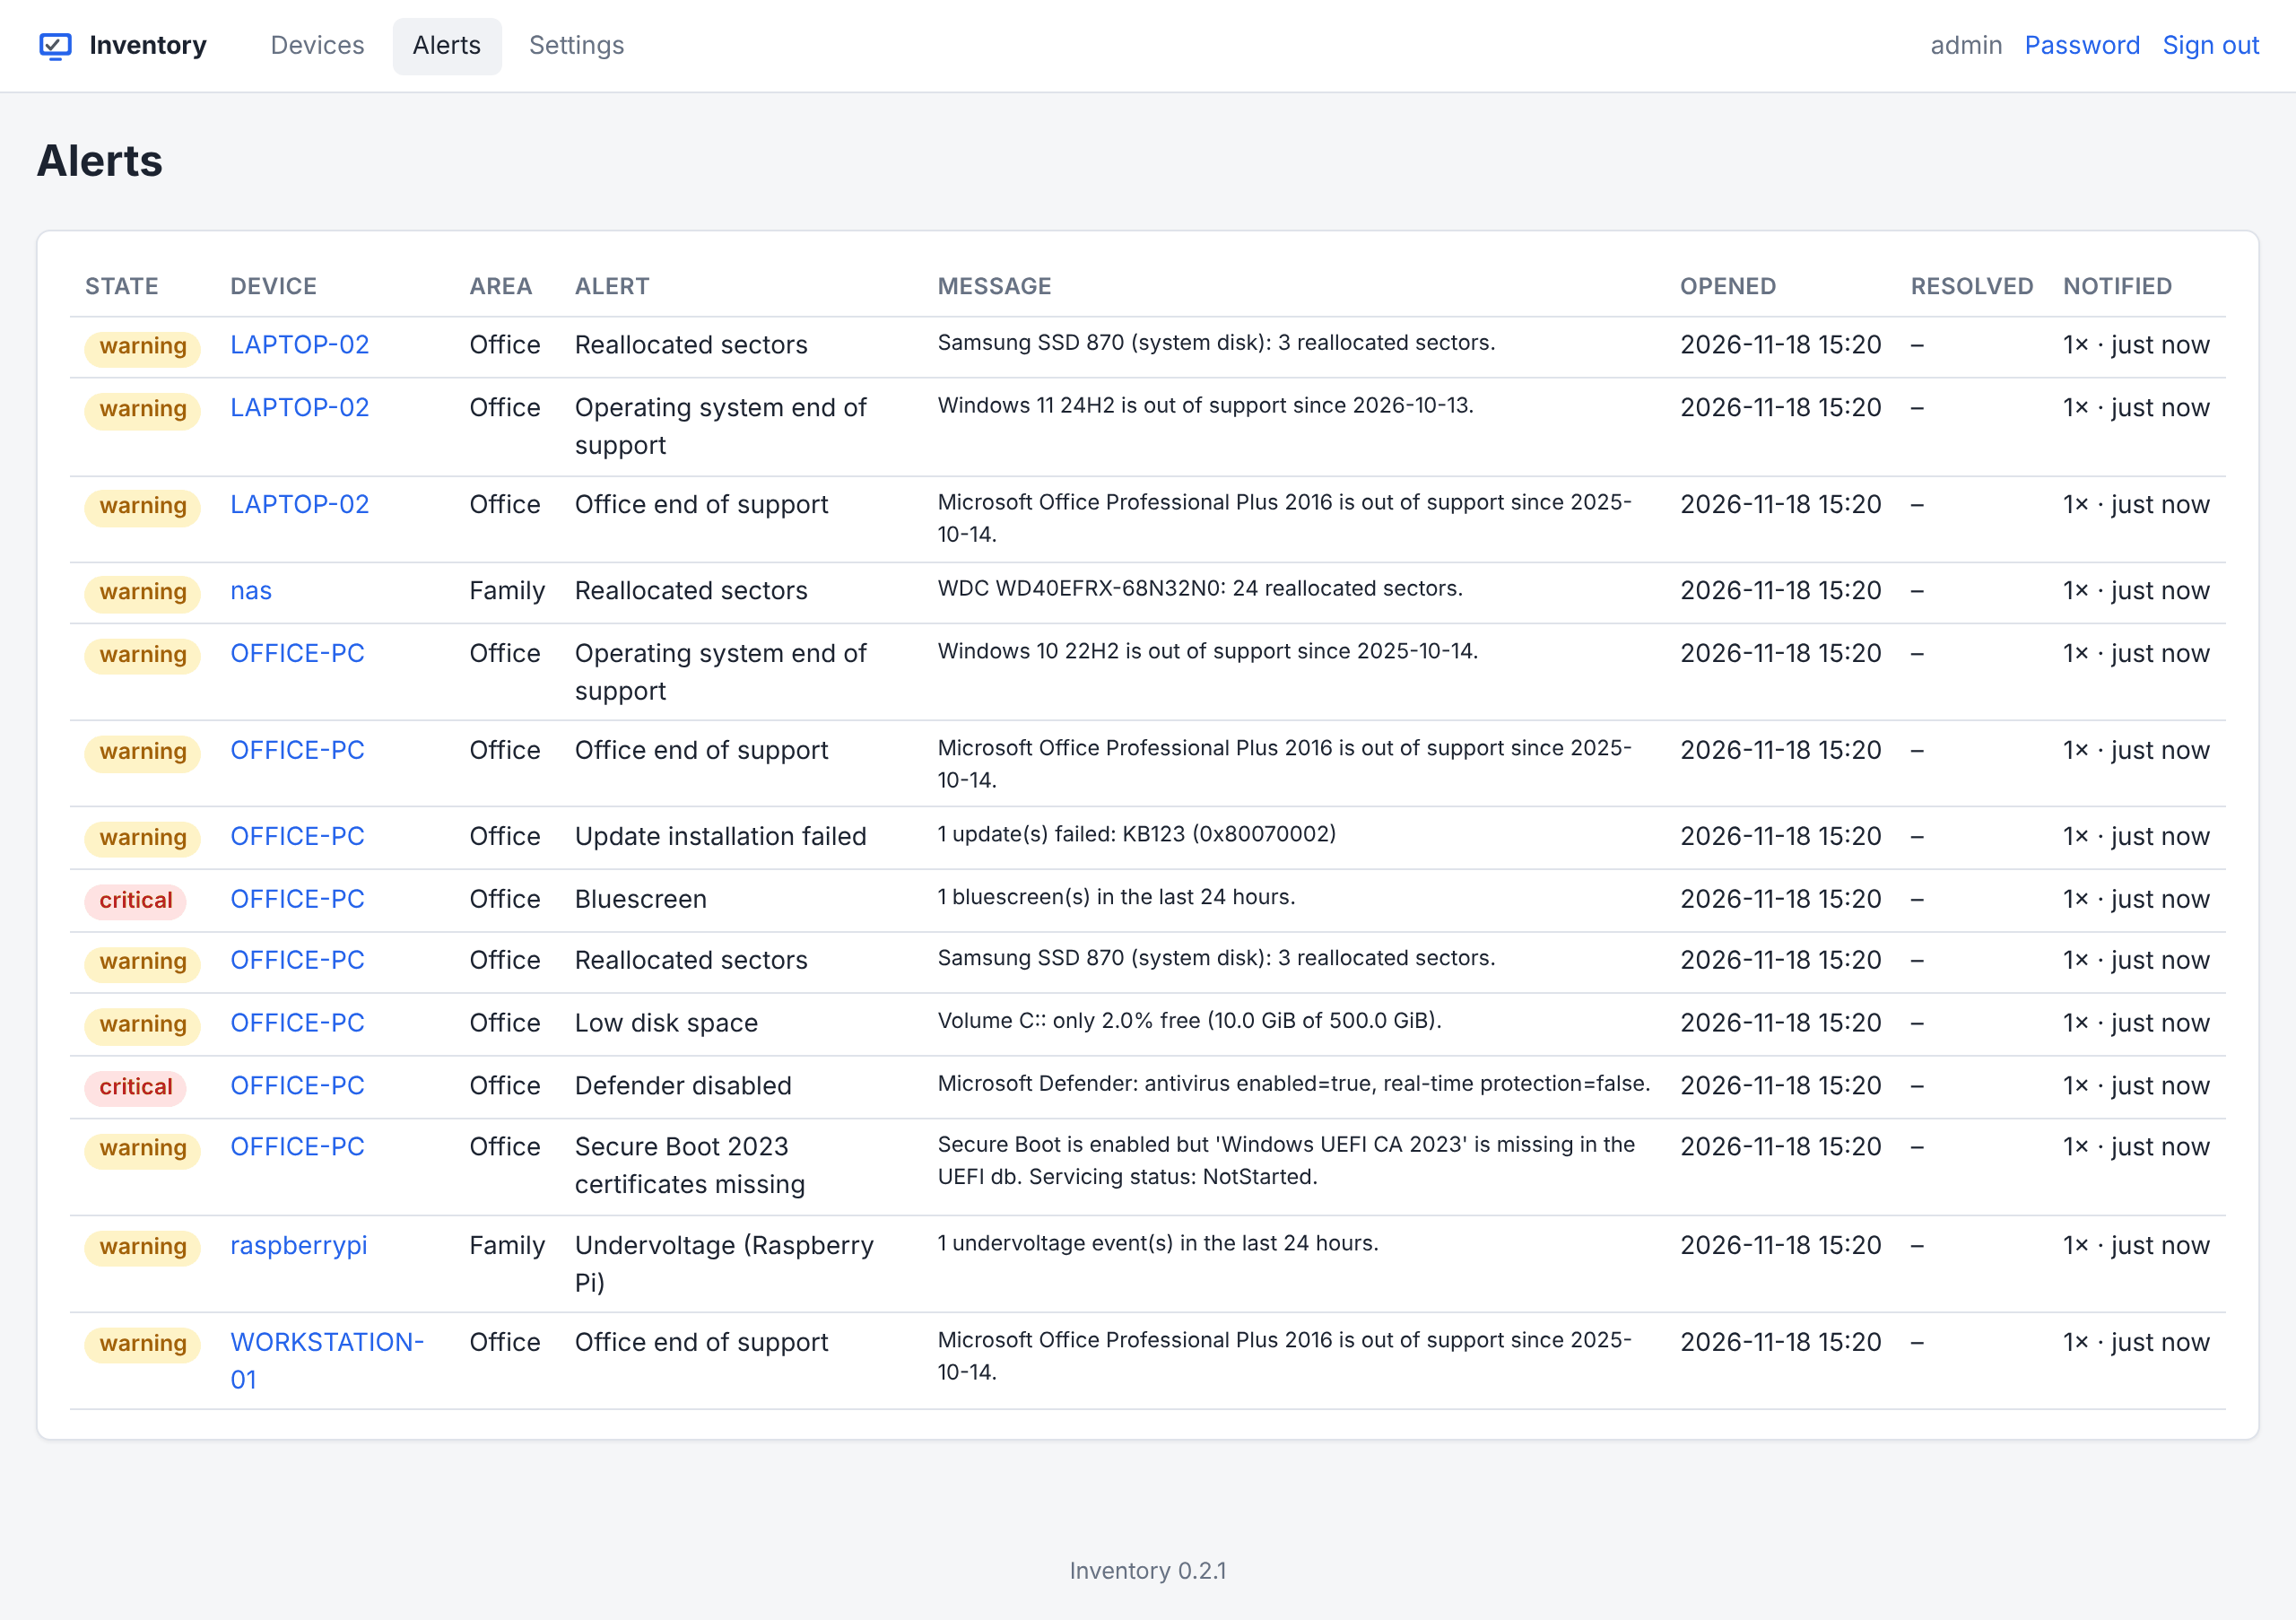 Inventory Devices Alerts Settings admin Password Sign out
Alerts
STATE DEVICE AREA ALERT MESSAGE OPENED RESOLVED NOTIFIED
warning LAPTOP-02 Office Reallocated sectors Samsung SSD 870 (system disk): 3 reallocated sectors. 2026-11-18 15:20 – 1× · just now
warning LAPTOP-02 Office Operating system end of Windows 11 24H2 is out of support since 2026-10-13. 2026-11-18 15:20 – 1× · just now
support
warning LAPTOP-02 Office Office end of support Microsoft Office Professional Plus 2016 is out of support since 2025- 2026-11-18 15:20 – 1× · just now
10-14.
warning nas Family Reallocated sectors WDC WD40EFRX-68N32N0: 24 reallocated sectors. 2026-11-18 15:20 – 1× · just now
warning OFFICE-PC Office Operating system end of Windows 10 22H2 is out of support since 2025-10-14. 2026-11-18 15:20 – 1× · just now
support
warning OFFICE-PC Office Office end of support Microsoft Office Professional Plus 2016 is out of support since 2025- 2026-11-18 15:20 – 1× · just now
10-14.
warning OFFICE-PC Office Update installation failed 1 update(s) failed: KB123 (0x80070002) 2026-11-18 15:20 – 1× · just now
critical OFFICE-PC Office Bluescreen 1 bluescreen(s) in the last 24 hours. 2026-11-18 15:20 – 1× · just now
warning OFFICE-PC Office Reallocated sectors Samsung SSD 870 (system disk): 3 reallocated sectors. 2026-11-18 15:20 – 1× · just now
warning OFFICE-PC Office Low disk space Volume C:: only 2.0% free (10.0 GiB of 500.0 GiB). 2026-11-18 15:20 – 1× · just now
critical OFFICE-PC Office Defender disabled Microsoft Defender: antivirus enabled=true, real-time protection=false. 2026-11-18 15:20 – 1× · just now
warning OFFICE-PC Office Secure Boot 2023 Secure Boot is enabled but 'Windows UEFI CA 2023' is missing in the 2026-11-18 15:20 – 1× · just now
certificates missing UEFI db. Servicing status: NotStarted.
warning raspberrypi Family Undervoltage (Raspberry 1 undervoltage event(s) in the last 24 hours. 2026-11-18 15:20 – 1× · just now
Pi)
warning WORKSTATION- Office Office end of support Microsoft Office Professional Plus 2016 is out of support since 2025- 2026-11-18 15:20 – 1× · just now
01 10-14.
Inventory 0.2.1